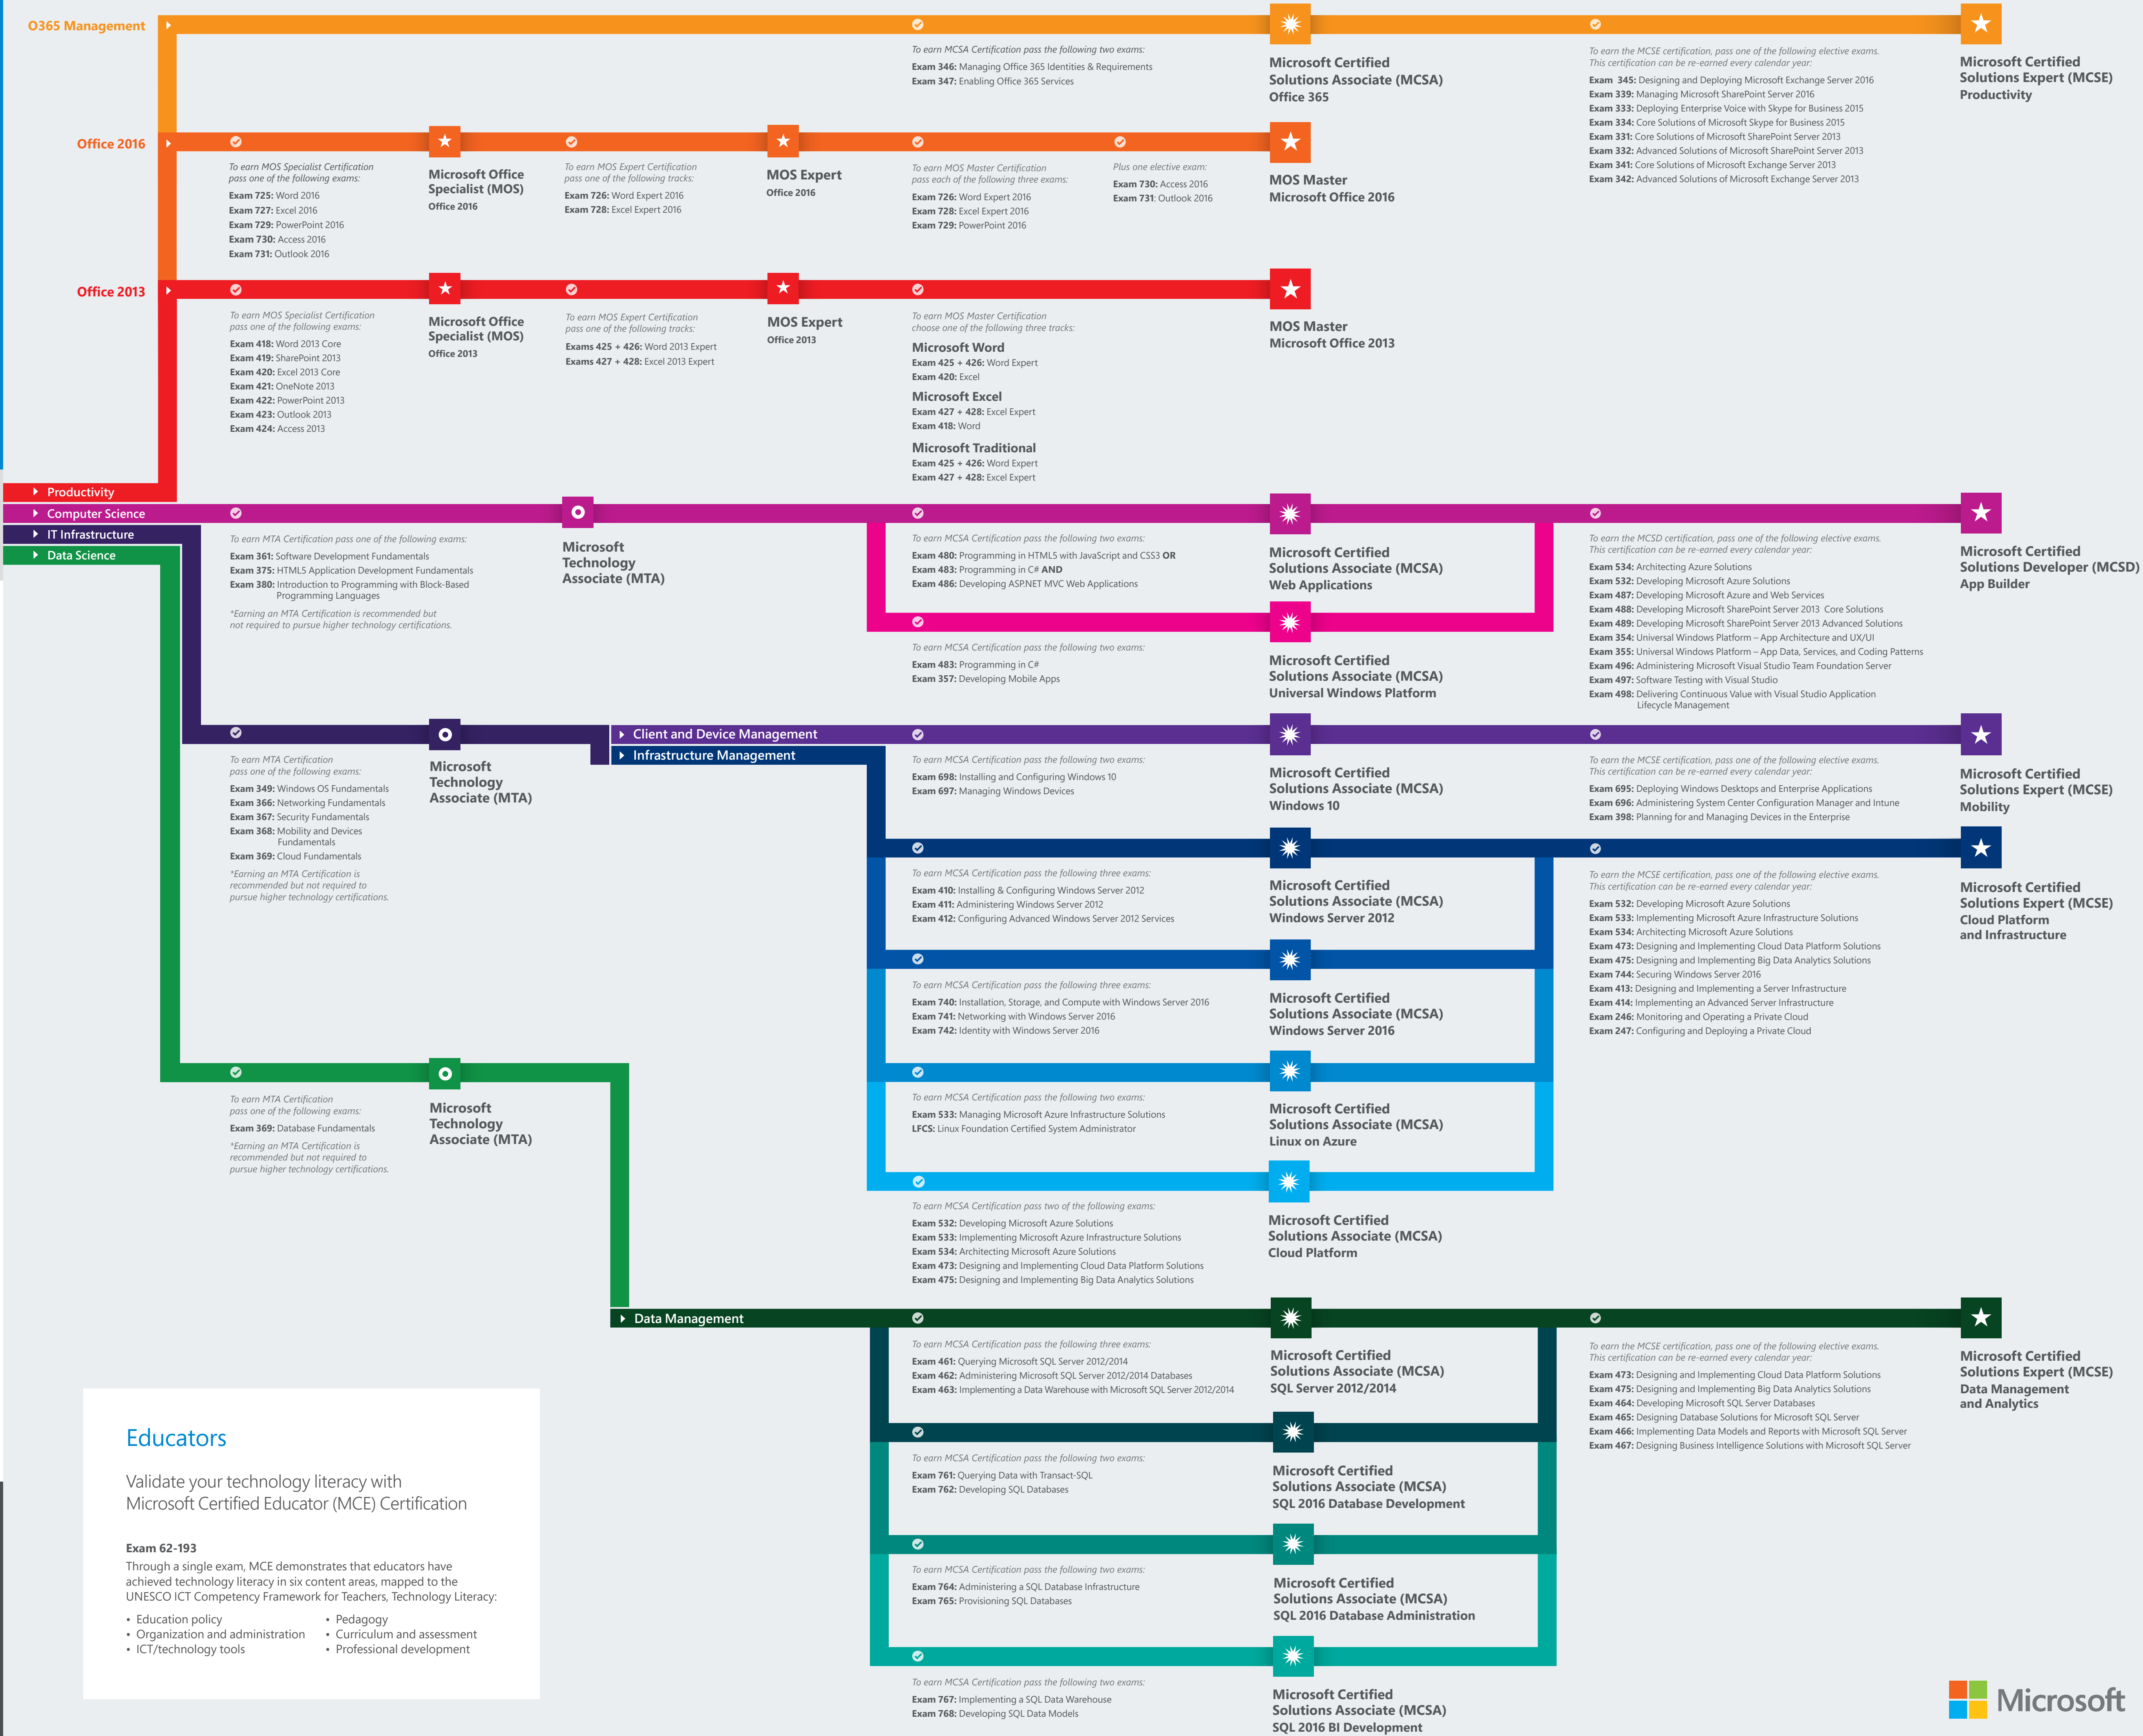 O365 Management
To earn MCSA Certification pass the following two exams:
Exam 346: Managing Office 365 Identities & Requirements
Exam 347: Enabling Office 365 Services
Microsoft Certified
Solutions Associate (MCSA)
Office 365
To earn the MCSE certification, pass one of the following elective exams.
This certification can be re-earned every calendar year:
Exam 345: Designing and Deploying Microsoft Exchange Server 2016
Exam 339: Managing Microsoft SharePoint Server 2016
Exam 333: Deploying Enterprise Voice with Skype for Business 2015
Exam 334: Core Solutions of Microsoft Skype for Business 2015
Exam 331: Core Solutions of Microsoft SharePoint Server 2013
Exam 332: Advanced Solutions of Microsoft SharePoint Server 2013
Exam 341: Core Solutions of Microsoft Exchange Server 2013
Exam 342: Advanced Solutions of Microsoft Exchange Server 2013
Microsoft Certified
Solutions Expert (MCSE)
Productivity
Office 2016
To earn MOS Specialist Certification
pass one of the following exams:
Exam 725: Word 2016
Exam 727: Excel 2016
Exam 729: PowerPoint 2016
Exam 730: Access 2016
Exam 731: Outlook 2016
Microsoft Office
Specialist (MOS)
Office 2016
To earn MOS Expert Certification
pass one of the following tracks:
Exam 726: Word Expert 2016
Exam 728: Excel Expert 2016
MOS Expert
Office 2016
To earn MOS Master Certification
pass each of the following three exams:
Exam 726: Word Expert 2016
Exam 728: Excel Expert 2016
Exam 729: PowerPoint 2016
Plus one elective exam:
Exam 730: Access 2016
Exam 731: Outlook 2016
MOS Master
Microsoft Office 2016
Office 2013
To earn MOS Specialist Certification
pass one of the following exams:
Exam 418: Word 2013 Core
Exam 419: SharePoint 2013
Exam 420: Excel 2013 Core
Exam 421: OneNote 2013
Exam 422: PowerPoint 2013
Exam 423: Outlook 2013
Exam 424: Access 2013
Microsoft Office
Specialist (MOS)
Office 2013
To earn MOS Expert Certification
pass one of the following tracks:
Exams 425 + 426: Word 2013 Expert
Exams 427 + 428: Excel 2013 Expert
MOS Expert
Office 2013
To earn MOS Master Certification
choose one of the following three tracks:
Microsoft Word
Exam 425 + 426: Word Expert
Exam 420: Excel
Microsoft Excel
Exam 427 + 428: Excel Expert
Exam 418: Word
Microsoft Traditional
Exam 425 + 426: Word Expert
Exam 427 + 428: Excel Expert
MOS Master
Microsoft Office 2013
Productivity
Computer Science
IT Infrastructure
Data Science
To earn MTA Certification pass one of the following exams:
Exam 361: Software Development Fundamentals
Exam 375: HTML5 Application Development Fundamentals
Exam 380: Introduction to Programming with Block-Based
Programming Languages
*Earning an MTA Certification is recommended but
not required to pursue higher technology certifications.
Microsoft
Technology
Associate (MTA)
To earn MCSA Certification pass the following two exams:
Exam 480: Programming in HTML5 with JavaScript and CSS3 OR
Exam 483: Programming in C# AND
Exam 486: Developing ASP.NET MVC Web Applications
Microsoft Certified
Solutions Associate (MCSA)
Web Applications
To earn the MCSD certification, pass one of the following elective exams.
This certification can be re-earned every calendar year:
Exam 534: Architecting Azure Solutions
Exam 532: Developing Microsoft Azure Solutions
Exam 487: Developing Microsoft Azure and Web Services
Exam 488: Developing Microsoft SharePoint Server 2013 Core Solutions
Exam 489: Developing Microsoft SharePoint Server 2013 Advanced Solutions
Exam 354: Universal Windows Platform – App Architecture and UX/UI
Exam 355: Universal Windows Platform – App Data, Services, and Coding Patterns
Exam 496: Administering Microsoft Visual Studio Team Foundation Server
Exam 497: Software Testing with Visual Studio
Exam 498: Delivering Continuous Value with Visual Studio Application
Lifecycle Management
Microsoft Certified
Solutions Developer (MCSD)
App Builder
To earn MCSA Certification pass the following two exams:
Exam 483: Programming in C#
Exam 357: Developing Mobile Apps
Microsoft Certified
Solutions Associate (MCSA)
Universal Windows Platform
To earn MTA Certification
pass one of the following exams:
Exam 349: Windows OS Fundamentals
Exam 366: Networking Fundamentals
Exam 367: Security Fundamentals
Exam 368: Mobility and Devices
Fundamentals
Exam 369: Cloud Fundamentals
*Earning an MTA Certification is
recommended but not required to
pursue higher technology certifications.
Microsoft
Technology
Associate (MTA)
Client and Device Management
Infrastructure Management
To earn MCSA Certification pass the following two exams:
Exam 698: Installing and Configuring Windows 10
Exam 697: Managing Windows Devices
Microsoft Certified
Solutions Associate (MCSA)
Windows 10
To earn the MCSE certification, pass one of the following elective exams.
This certification can be re-earned every calendar year:
Exam 695: Deploying Windows Desktops and Enterprise Applications
Exam 696: Administering System Center Configuration Manager and Intune
Exam 398: Planning for and Managing Devices in the Enterprise
Microsoft Certified
Solutions Expert (MCSE)
Mobility
To earn MCSA Certification pass the following three exams:
Exam 410: Installing & Configuring Windows Server 2012
Exam 411: Administering Windows Server 2012
Exam 412: Configuring Advanced Windows Server 2012 Services
Microsoft Certified
Solutions Associate (MCSA)
Windows Server 2012
To earn the MCSE certification, pass one of the following elective exams.
This certification can be re-earned every calendar year:
Exam 532: Developing Microsoft Azure Solutions
Exam 533: Implementing Microsoft Azure Infrastructure Solutions
Exam 534: Architecting Microsoft Azure Solutions
Exam 473: Designing and Implementing Cloud Data Platform Solutions
Exam 475: Designing and Implementing Big Data Analytics Solutions
Exam 744: Securing Windows Server 2016
Exam 413: Designing and Implementing a Server Infrastructure
Exam 414: Implementing an Advanced Server Infrastructure
Exam 246: Monitoring and Operating a Private Cloud
Exam 247: Configuring and Deploying a Private Cloud
Microsoft Certified
Solutions Expert (MCSE)
Cloud Platform
and Infrastructure
To earn MCSA Certification pass the following three exams:
Exam 740: Installation, Storage, and Compute with Windows Server 2016
Exam 741: Networking with Windows Server 2016
Exam 742: Identity with Windows Server 2016
Microsoft Certified
Solutions Associate (MCSA)
Windows Server 2016
To earn MTA Certification
pass one of the following exams:
Exam 369: Database Fundamentals
*Earning an MTA Certification is
recommended but not required to
pursue higher technology certifications.
Microsoft
Technology
Associate (MTA)
To earn MCSA Certification pass the following two exams:
Exam 533: Managing Microsoft Azure Infrastructure Solutions
LFCS: Linux Foundation Certified System Administrator
Microsoft Certified
Solutions Associate (MCSA)
Linux on Azure
To earn MCSA Certification pass two of the following exams:
Exam 532: Developing Microsoft Azure Solutions
Exam 533: Implementing Microsoft Azure Infrastructure Solutions
Exam 534: Architecting Microsoft Azure Solutions
Exam 473: Designing and Implementing Cloud Data Platform Solutions
Exam 475: Designing and Implementing Big Data Analytics Solutions
Microsoft Certified
Solutions Associate (MCSA)
Cloud Platform
Data Management
To earn MCSA Certification pass the following three exams:
Exam 461: Querying Microsoft SQL Server 2012/2014
Exam 462: Administering Microsoft SQL Server 2012/2014 Databases
Exam 463: Implementing a Data Warehouse with Microsoft SQL Server 2012/2014
Microsoft Certified
Solutions Associate (MCSA)
SQL Server 2012/2014
To earn the MCSE certification, pass one of the following elective exams.
This certification can be re-earned every calendar year:
Exam 473: Designing and Implementing Cloud Data Platform Solutions
Exam 475: Designing and Implementing Big Data Analytics Solutions
Exam 464: Developing Microsoft SQL Server Databases
Exam 465: Designing Database Solutions for Microsoft SQL Server
Exam 466: Implementing Data Models and Reports with Microsoft SQL Server
Exam 467: Designing Business Intelligence Solutions with Microsoft SQL Server
Microsoft Certified
Solutions Expert (MCSE)
Data Management
and Analytics
To earn MCSA Certification pass the following two exams:
Exam 761: Querying Data with Transact-SQL
Exam 762: Developing SQL Databases
Microsoft Certified
Solutions Associate (MCSA)
SQL 2016 Database Development
To earn MCSA Certification pass the following two exams:
Exam 764: Administering a SQL Database Infrastructure
Exam 765: Provisioning SQL Databases
Microsoft Certified
Solutions Associate (MCSA)
SQL 2016 Database Administration
To earn MCSA Certification pass the following two exams:
Exam 767: Implementing a SQL Data Warehouse
Exam 768: Developing SQL Data Models
Microsoft Certified
Solutions Associate (MCSA)
SQL 2016 BI Development
Educators
Validate your technology literacy with
Microsoft Certified Educator (MCE) Certification
Exam 62-193
Through a single exam, MCE demonstrates that educators have
achieved technology literacy in six content areas, mapped to the
UNESCO ICT Competency Framework for Teachers, Technology Literacy:
• Education policy
• Organization and administration
• ICT/technology tools
• Pedagogy
• Curriculum and assessment
• Professional development
Microsoft